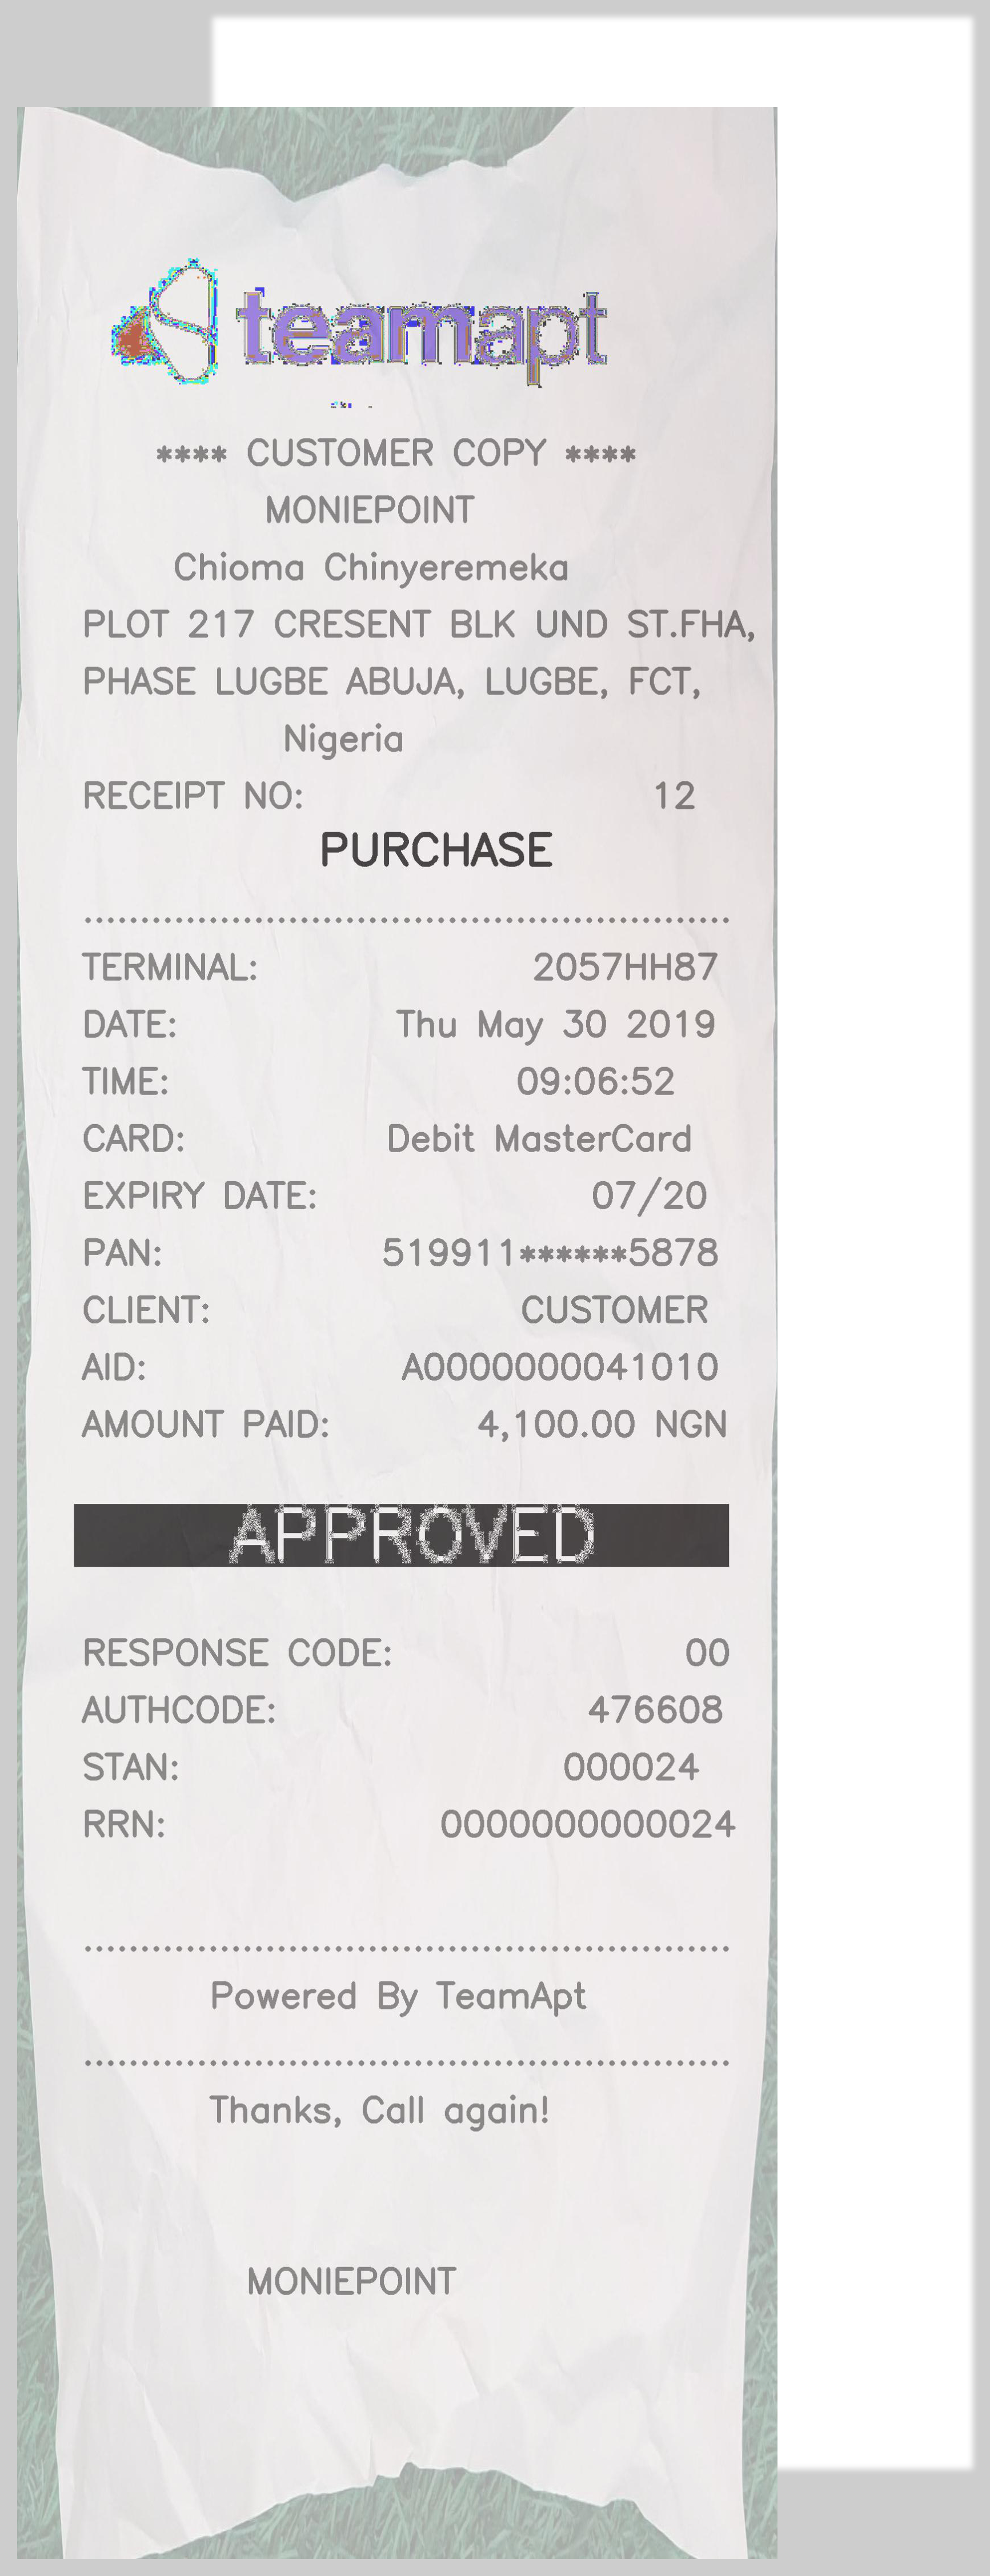 teamapt
**** CUSTOMER COPY ****
MONIEPOINT
Chioma Chinyeremeka
PLOT 217 CRESENT BLK UND ST.FHA,
PHASE LUGBE ABUJA, LUGBE, FCT,
Nigeria
RECEIPT NO: 12
PURCHASE
TERMINAL: 2057HH87
DATE: Thu May 30 2019
TIME: 09:06:52
CARD: Debit MasterCard
EXPIRY DATE: 07/20
PAN: 519911******5878
CLIENT: CUSTOMER
AID: A0000000041010
AMOUNT PAID: 4,100.00 NGN
APPROVED
RESPONSE CODE: 00
AUTHCODE: 476608
STAN: 000024
RRN: 0000000000024
Powered By TeamApt
Thanks, Call again!
MONIEPOINT